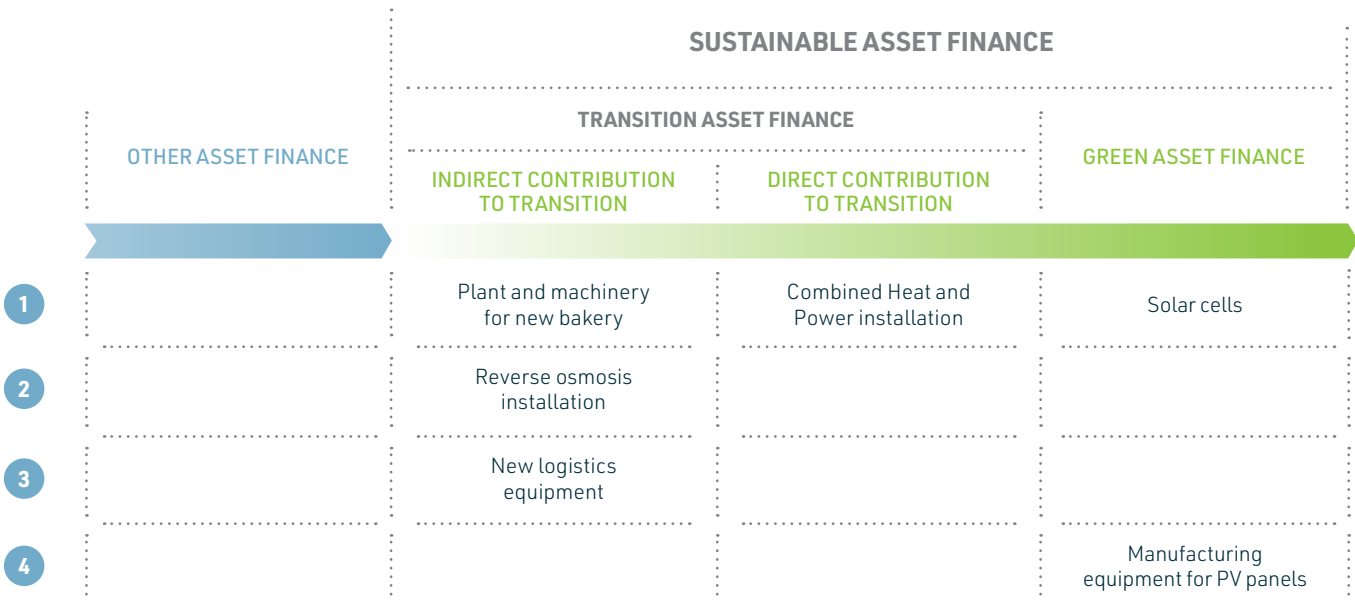 SUSTAINABLE ASSET FINANCE
TRANSITION ASSET FINANCE
OTHER ASSET FINANCE
GREEN ASSET FINANCE
INDIRECT CONTRIBUTION
TO TRANSITION
DIRECT CONTRIBUTION
TO TRANSITION
1
Plant and machinery
for new bakery
Combined Heat and
Power installation
Solar cells
2
Reverse osmosis
installation
3
New logistics
equipment
4
Manufacturing
equipment for PV panels